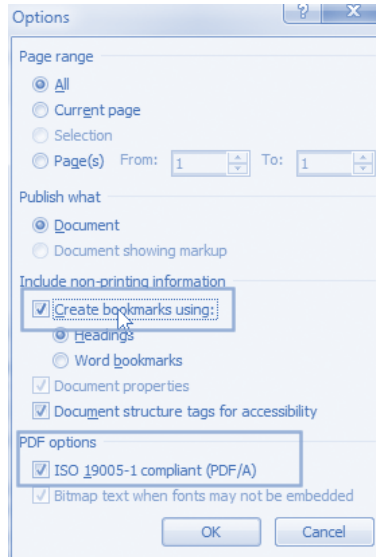 Options
Page range
All
Current page
Selection
Page(s) From: 1 To: 1
Publish what
Document
Document showing markup
Include non-printing information
Create bookmarks using:
Headings
Word bookmarks
Document properties
Document structure tags for accessibility
PDF options
ISO 19005-1 compliant (PDF/A)
Bitmap text when fonts may not be embedded
OK Cancel